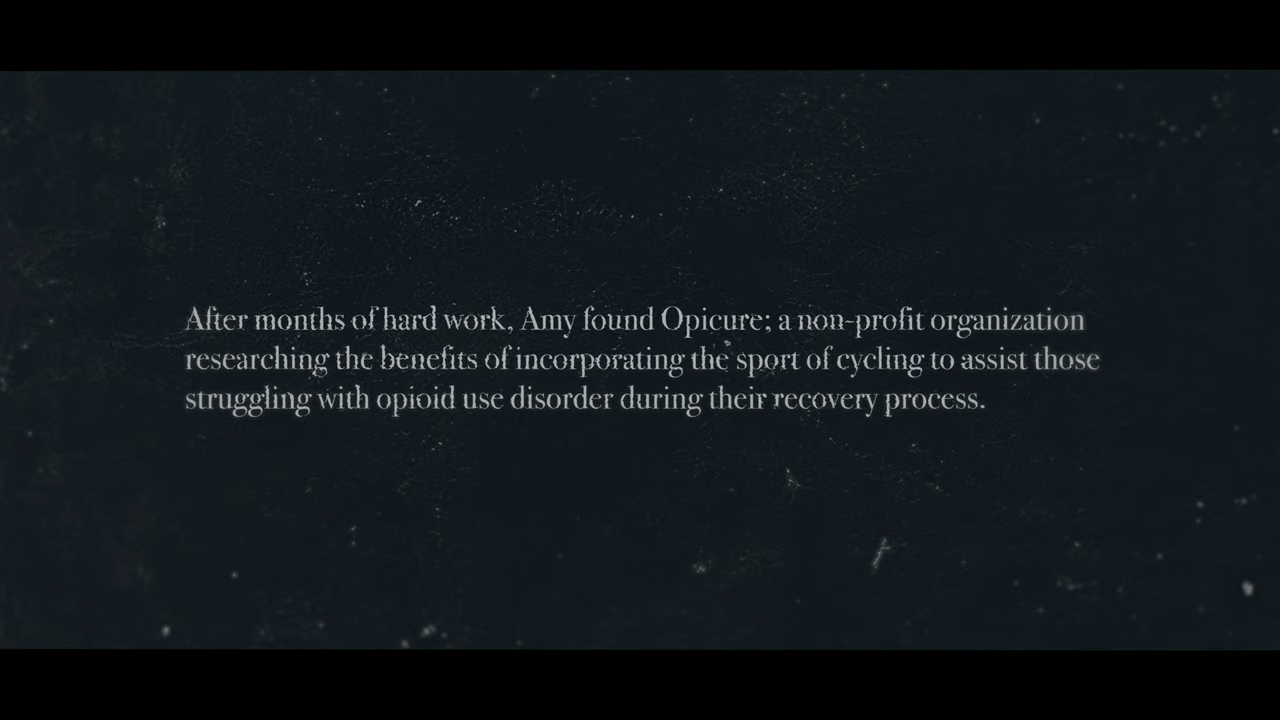 After months of hard work, Amy found Opicure; a non-profit organization
researching the benefits of incorporating the sport of cycling to assist those
struggling with opioid use disorder during their recovery process.